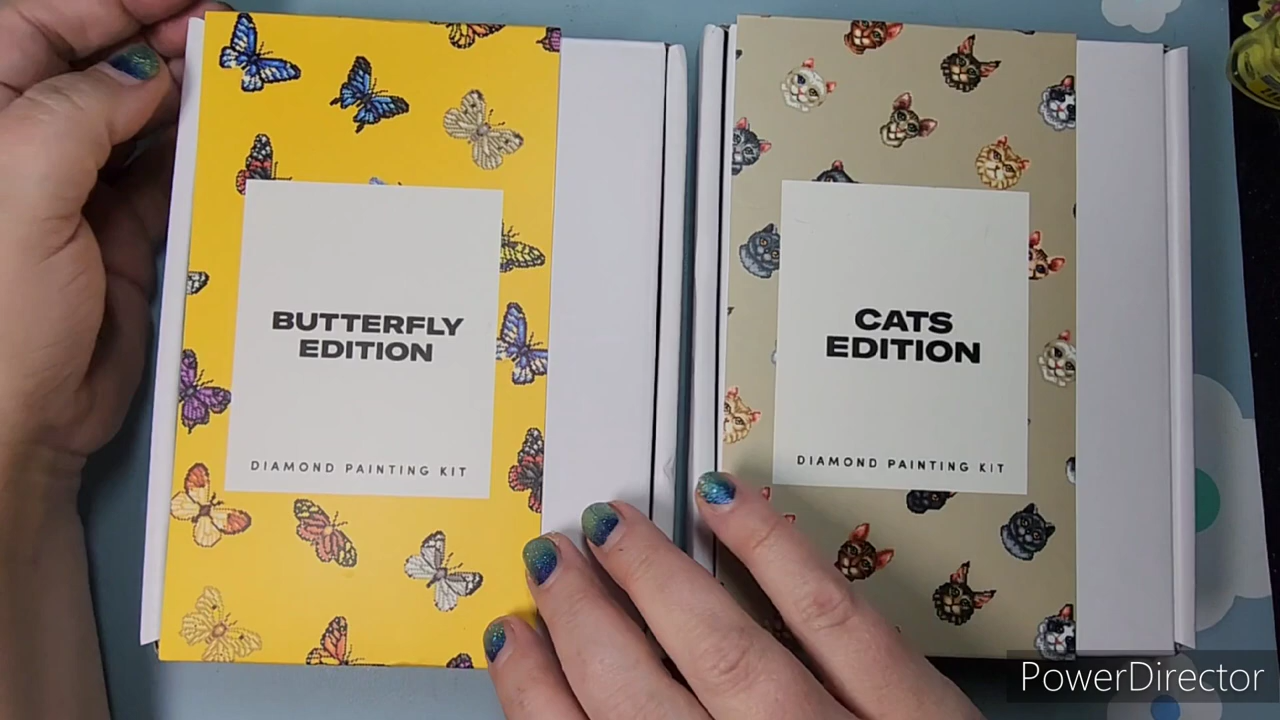 BUTTERFLY
EDITION
DIAMOND PAINTING KIT
CATS
EDITION
DIAMOND PAINTING KIT
PowerDirector